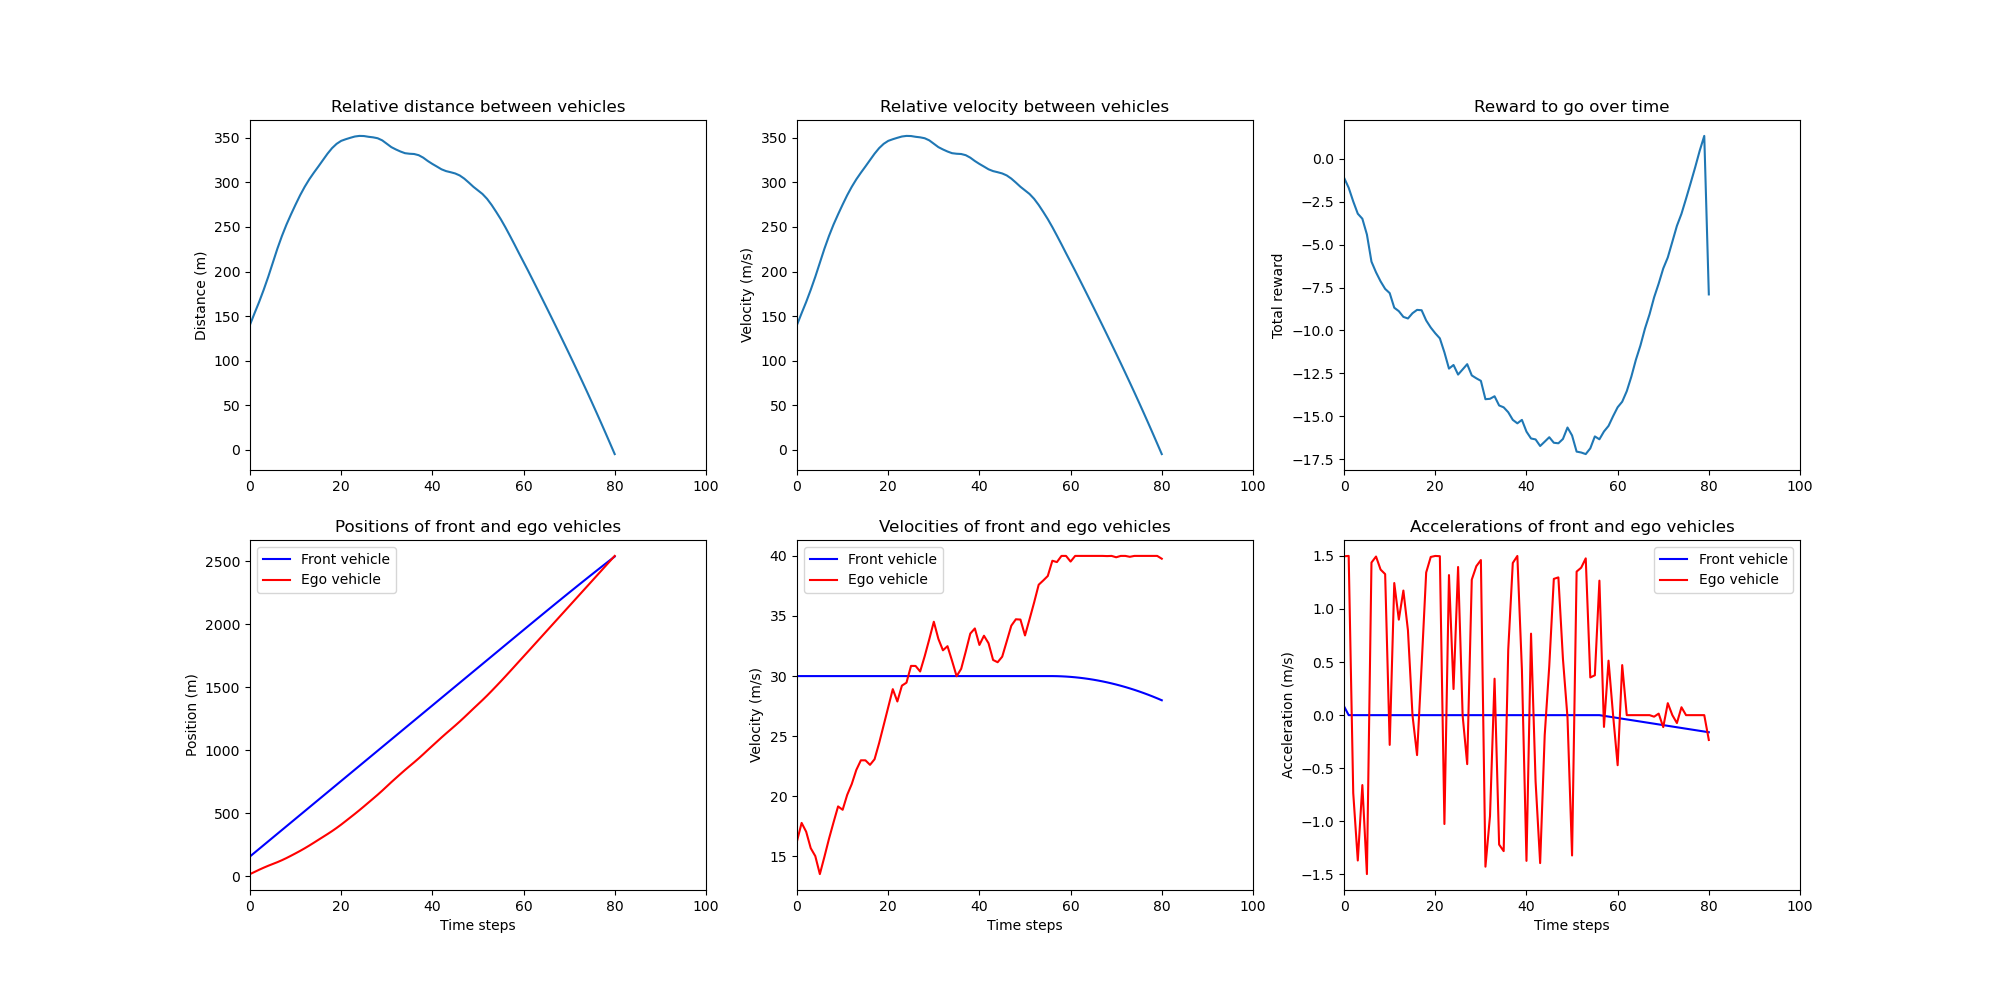 Relative distance between vehicles
Distance (m)
350
300
250
200
150
100
50
0
0 20 40 60 80 100
Relative velocity between vehicles
Velocity (m/s)
350
300
250
200
150
100
50
0
0 20 40 60 80 100
Reward to go over time
Total reward
0.0
−2.5
−5.0
−7.5
−10.0
−12.5
−15.0
−17.5
0 20 40 60 80 100
Positions of front and ego vehicles
Front vehicle
Ego vehicle
Position (m)
2500
2000
1500
1000
500
0
0 20 40 60 80 100
Time steps
Velocities of front and ego vehicles
Front vehicle
Ego vehicle
Velocity (m/s)
40
35
30
25
20
15
0 20 40 60 80 100
Time steps
Accelerations of front and ego vehicles
Front vehicle
Ego vehicle
Acceleration (m/s)
1.5
1.0
0.5
0.0
−0.5
−1.0
−1.5
0 20 40 60 80 100
Time steps